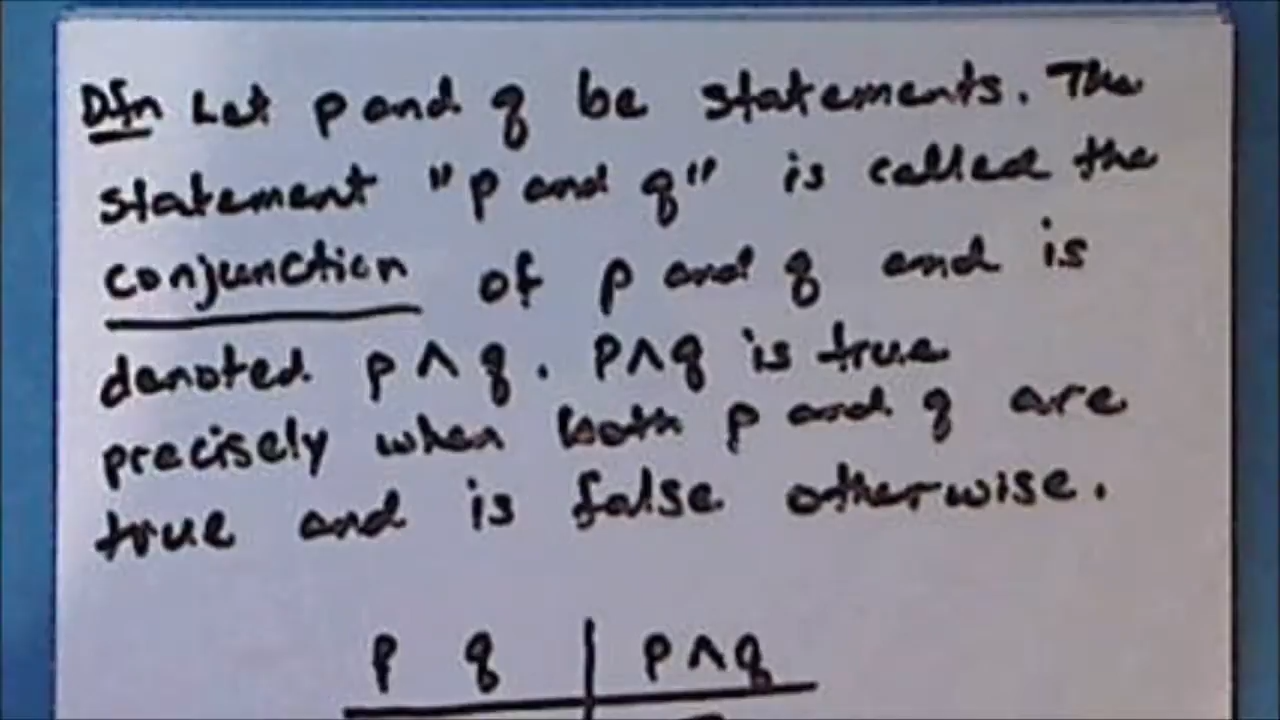 Dfn Let p and q be statements. The
statement "p and q" is called the
conjunction of p and q and is
denoted p ∧ q. p∧q is true
precisely when both p and q are
true and is false otherwise.
p q | p∧q